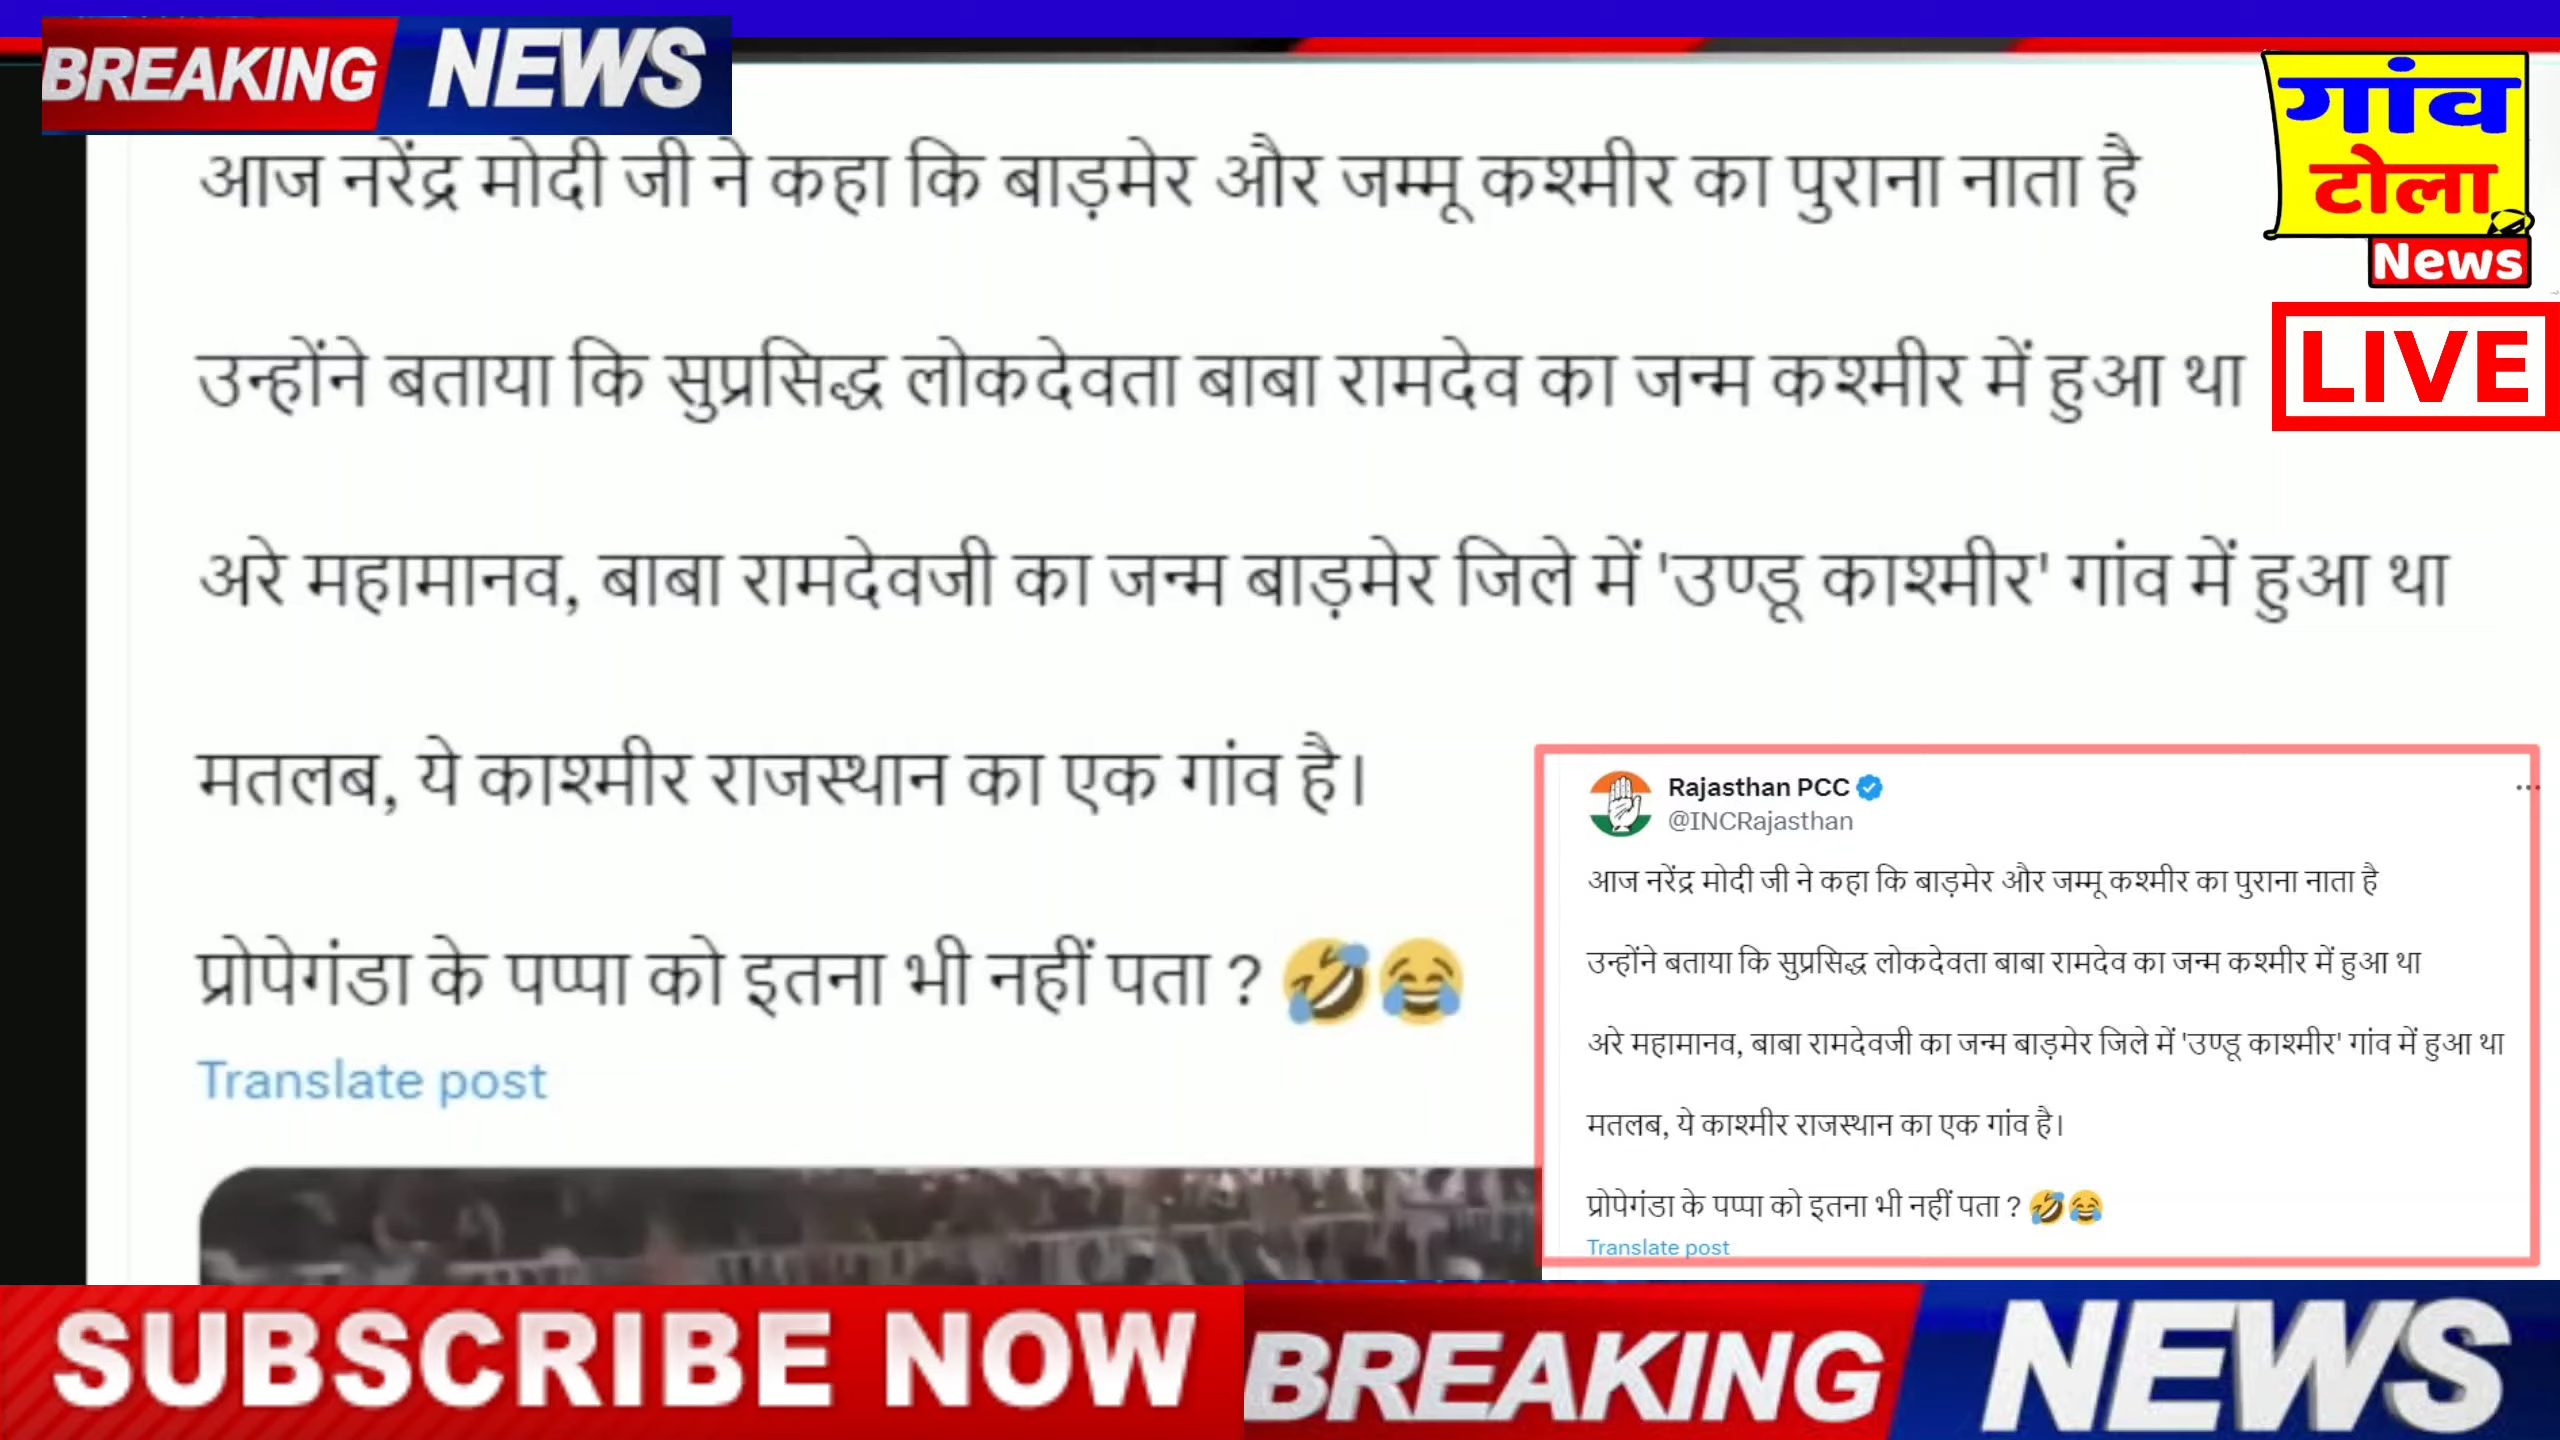 BREAKING NEWS
गांव
टोला
News
LIVE
आज नरेंद्र मोदी जी ने कहा कि बाड़मेर और जम्मू कश्मीर का पुराना नाता है
उन्होंने बताया कि सुप्रसिद्ध लोकदेवता बाबा रामदेव का जन्म कश्मीर में हुआ था
अरे महामानव, बाबा रामदेवजी का जन्म बाड़मेर जिले में 'उण्डू काश्मीर' गांव में हुआ था
मतलब, ये काश्मीर राजस्थान का एक गांव है।
प्रोपेगंडा के पप्पा को इतना भी नहीं पता ? 🤣😂
Translate post
Rajasthan PCC
@INCRajasthan
आज नरेंद्र मोदी जी ने कहा कि बाड़मेर और जम्मू कश्मीर का पुराना नाता है
उन्होंने बताया कि सुप्रसिद्ध लोकदेवता बाबा रामदेव का जन्म कश्मीर में हुआ था
अरे महामानव, बाबा रामदेवजी का जन्म बाड़मेर जिले में 'उण्डू काश्मीर' गांव में हुआ था
मतलब, ये काश्मीर राजस्थान का एक गांव है।
प्रोपेगंडा के पप्पा को इतना भी नहीं पता ? 🤣😂
Translate post
SUBSCRIBE NOW
BREAKING NEWS